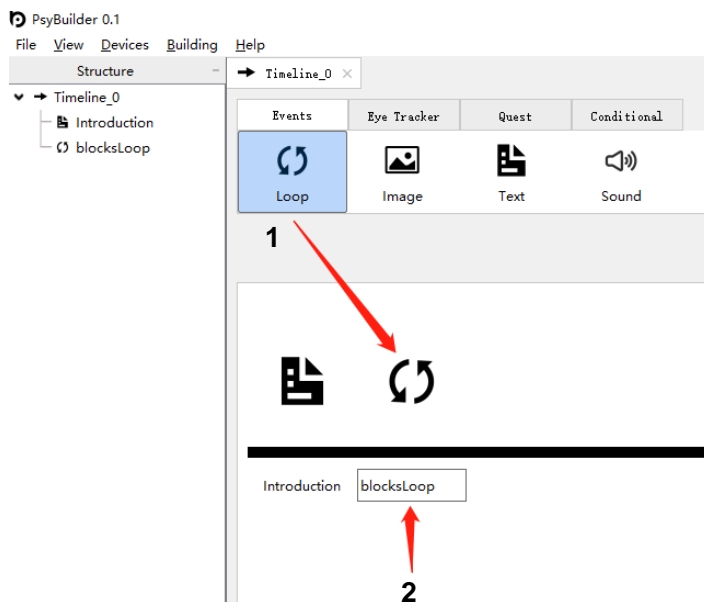 PsyBuilder 0.1
File View Devices Building Help
Structure
Timeline_0
Timeline_0
Introduction
blocksLoop
Events Eye Tracker Quest Conditional
Loop Image Text Sound
1
Introduction blocksLoop
2